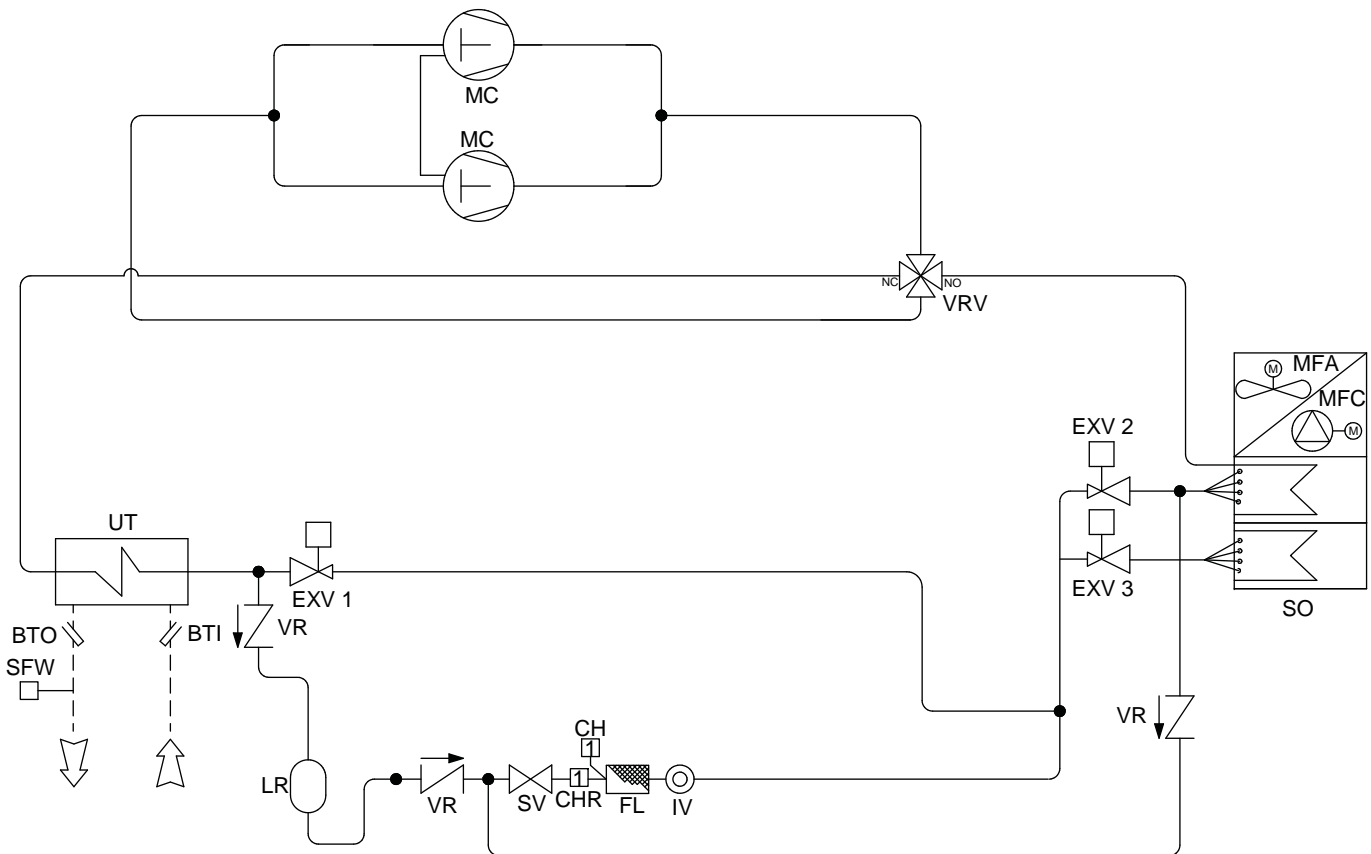 MC
MC
NC
NO
VRV
M
MFA
MFC
M
EXV 2
UT
EXV 1
EXV 3
SO
BTO
BTI
VR
SFW
VR
CH
1
LR
VR
SV
1
CHR
FL
IV